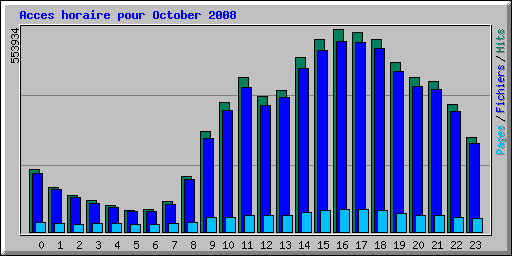 Acces horaire pour October 2008
553934
Pages / Fichiers / Hits
0 1 2 3 4 5 6 7 8 9 10 11 12 13 14 15 16 17 18 19 20 21 22 23